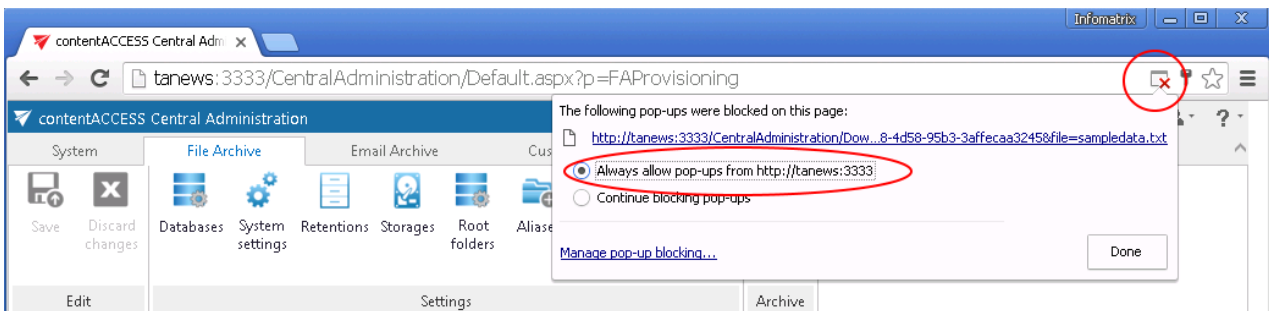 Infomatrix
contentACCESS Central Adm
tanews:3333/CentralAdministration/Default.aspx?p=FAProvisioning
The following pop-ups were blocked on this page:
http://tanews:3333/CentralAdministration/Dow...8-4d58-95b3-3affecaa3245&file=sampledata.txt
Always allow pop-ups from http://tanews:3333
Continue blocking pop-ups
Manage pop-up blocking...
Done
contentACCESS Central Administration
?
System File Archive Email Archive Cus
Save
Discard changes
Databases
System settings
Retentions
Storages
Root folders
Aliase
Edit Settings Archive